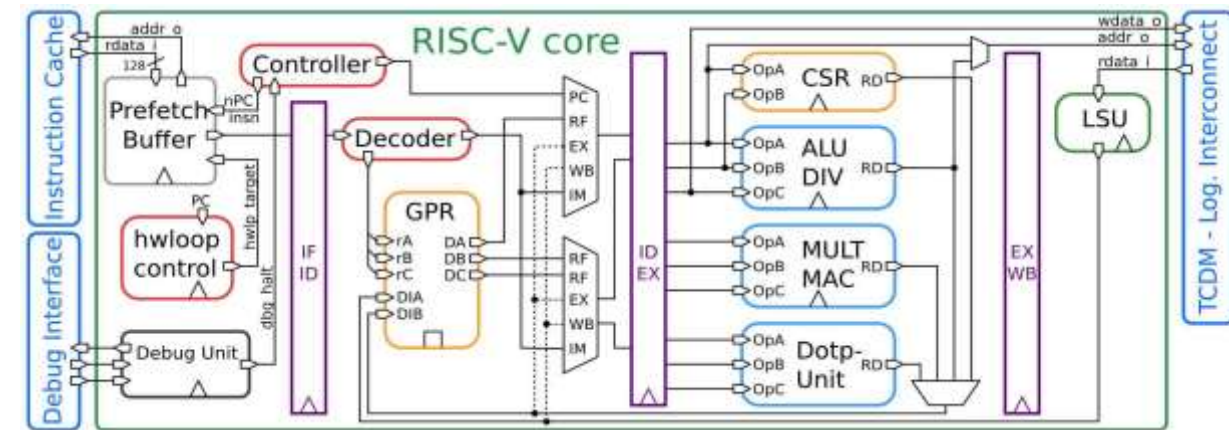 Instruction Cache
Debug Interface
addr_o
rdata_i
128
RISC-V core
Controller
Prefetch
Buffer
nPC
insn
hwlp_target
dbg_halt
PC
hwloop
control
Debug Unit
IF
ID
Decoder
GPR
rA
rB
rC
DIA
DIB
DA
DB
DC
PC
RF
EX
WB
IM
RF
RF
EX
WB
IM
ID
EX
OpA
OpB
CSR
RD
OpA
OpB
OpC
ALU
DIV
RD
OpA
OpB
OpC
MULT
MAC
RD
OpA
OpB
OpC
Dotp-
Unit
RD
EX
WB
wdata_o
addr_o
rdata_i
LSU
TCDM - Log. Interconnect